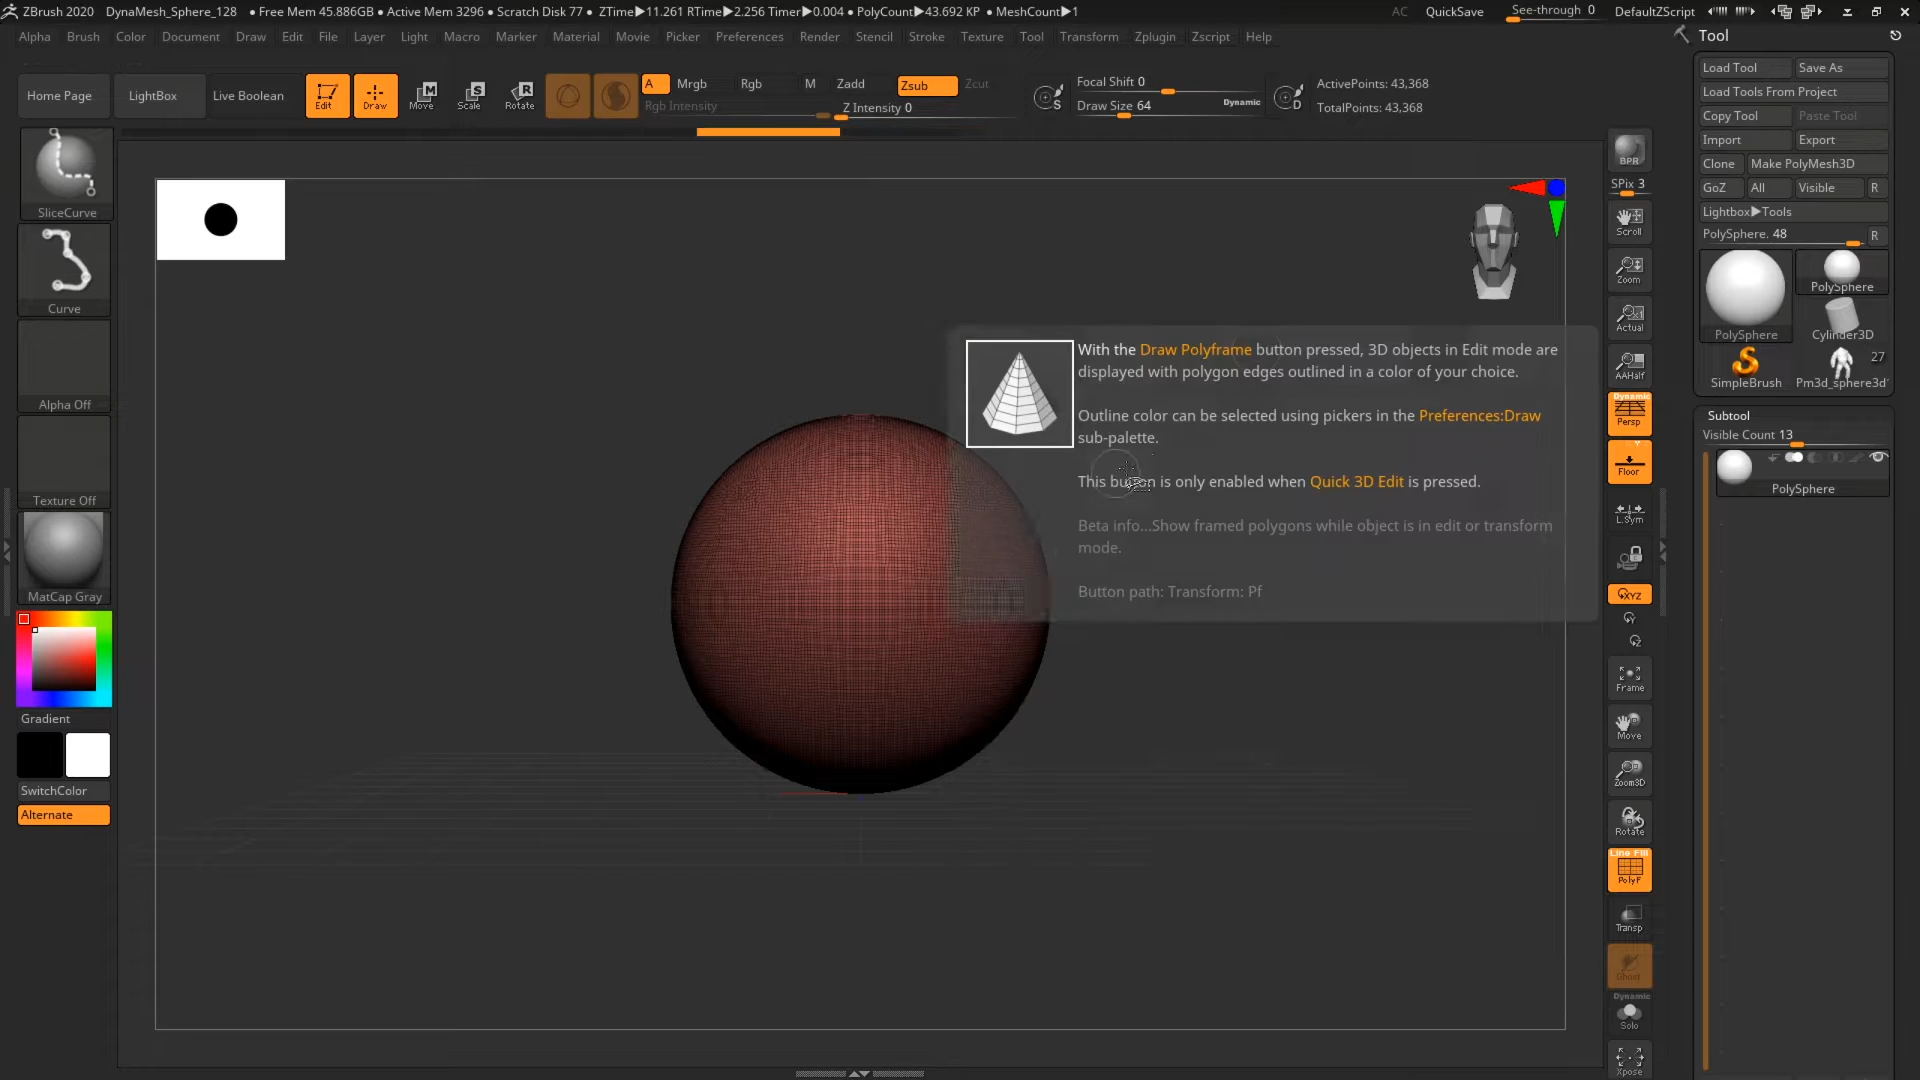 ZBrush 2020 DynaMesh_Sphere_128 • Free Mem 45.886GB • Active Mem 3296 • Scratch Disk 77 • ZTime▶11.261 RTime▶2.256 Timer▶0.004 • PolyCount▶43.692 KP • MeshCount▶1 AC QuickSave See-through 0 DefaultZScript
Alpha Brush Color Document Draw Edit File Layer Light Macro Marker Material Movie Picker Preferences Render Stencil Stroke Texture Tool Transform Zplugin Zscript Help
Home Page LightBox Live Boolean Edit Draw Move Scale Rotate
A Mrgb Rgb M Zadd Zsub Zcut
Rgb Intensity Z Intensity 0
Focal Shift 0
Draw Size 64 Dynamic
ActivePoints: 43,368
TotalPoints: 43,368
SliceCurve
Curve
Alpha Off
Texture Off
MatCap Gray
Gradient
SwitchColor
Alternate
With the Draw Polyframe button pressed, 3D objects in Edit mode are
displayed with polygon edges outlined in a color of your choice.
Outline color can be selected using pickers in the Preferences:Draw
sub-palette.
This button is only enabled when Quick 3D Edit is pressed.
Beta info...Show framed polygons while object is in edit or transform
mode.
Button path: Transform: Pf
BPR
SPix 3
Scroll
Zoom
Actual
AAHalf
Dynamic
Persp
Floor
L.Sym
XYZ
Frame
Move
Zoom3D
Rotate
Line Fill
PolyF
Transp
Ghost
Dynamic
Solo
Xpose
Tool
Load Tool Save As
Load Tools From Project
Copy Tool Paste Tool
Import Export
Clone Make PolyMesh3D
GoZ All Visible R
Lightbox▶Tools
PolySphere. 48 R
PolySphere
PolySphere
Cylinder3D
27
SimpleBrush
Pm3d_sphere3d
Subtool
Visible Count 13
PolySphere